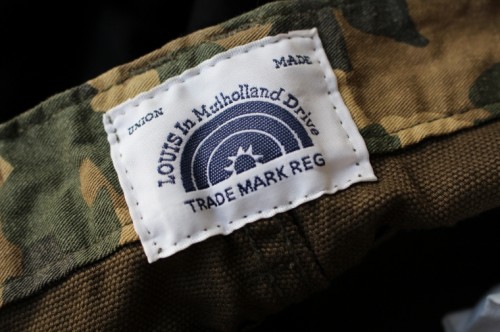 UNION MADE
LOUIS In Mulholland Drive
TRADE MARK REG